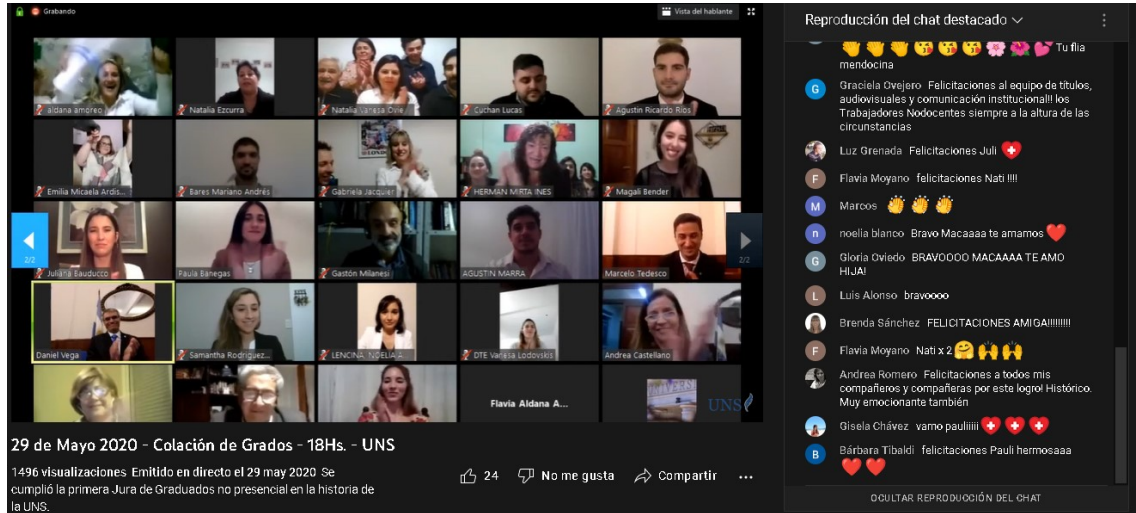 Grabando
Vista del hablante
aldana amoreo
Natalia Ezcurra
Natalia Vanesa Dine
Cuchan Lucas
Agustin Ricardo Rios
Emilia Micaela Ardis...
LONDO
Bares Mariano Andrés
Gabriela Jacquier
HERMAN MIRTA INES
Magali Bender
2/2
Juliana Bauducco
Paula Banegas
Gastón Milanesi
AGUSTIN MARRA
Marcelo Tedesco
2/2
Daniel Vega
Samantha Rodriguez...
LENCINA, NOELIA A...
DTE Vanesa Lodovskis
Andrea Castellano
Flavia Aldana A...
UNIVERSI
UNS
29 de Mayo 2020 - Colación de Grados - 18Hs. - UNS
1496 visualizaciones Emitido en directo el 29 may 2020 Se
cumplió la primera Jura de Graduados no presencial en la historia de
la UNS.
24
No me gusta
Compartir
...
Reproducción del chat destacado
👏👏👏😘😘😘🌸🌺💕 Tu flia
mendocina
G Graciela Ovejero Felicitaciones al equipo de títulos,
audiovisuales y comunicación institucional!!! los
Trabajadores Nodocentes siempre a la altura de las
circunstancias
Luz Grenada Felicitaciones Juli
F Flavia Moyano felicitaciones Nati !!!!
M Marcos 👏👏👏
n noelia blanco Bravo Macaaaa te amamos ❤️
G Gloria Oviedo BRAVOOOO MACAAAA TE AMO
HIJA!
L Luis Alonso bravoooo
Brenda Sánchez FELICITACIONES AMIGA!!!!!!!!!
F Flavia Moyano Nati x 2 🤗🙌🙌
Andrea Romero Felicitaciones a todos mis
compañeros y compañeras por este logro! Histórico.
Muy emocionante también
Gisela Chávez vamo pauliiiii
B Bárbara Tibaldi felicitaciones Pauli hermosaaa
❤️❤️
OCULTAR REPRODUCCIÓN DEL CHAT